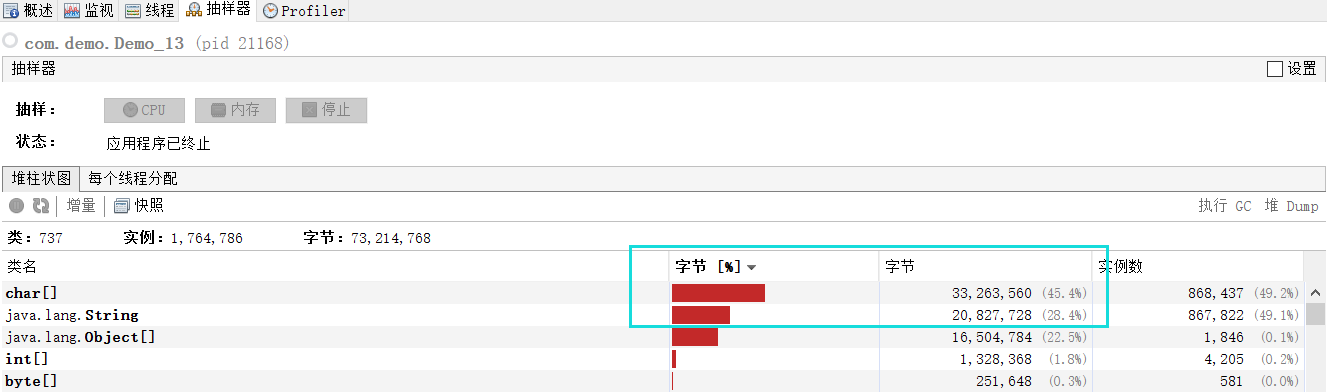 概述 监视 线程 抽样器 Profiler
com.demo.Demo_13 (pid 21168)
抽样器 设置
抽样： CPU 内存 停止
状态： 应用程序已终止
堆柱状图 每个线程分配
增量 快照 执行 GC 堆 Dump
类：737 实例：1,764,786 字节：73,214,768
类名 字节 [%] 字节 实例数
char[] 33,263,560 (45.4%) 868,437 (49.2%)
java.lang.String 20,827,728 (28.4%) 867,822 (49.1%)
java.lang.Object[] 16,504,784 (22.5%) 1,846 (0.1%)
int[] 1,328,368 (1.8%) 4,205 (0.2%)
byte[] 251,648 (0.3%) 581 (0.0%)